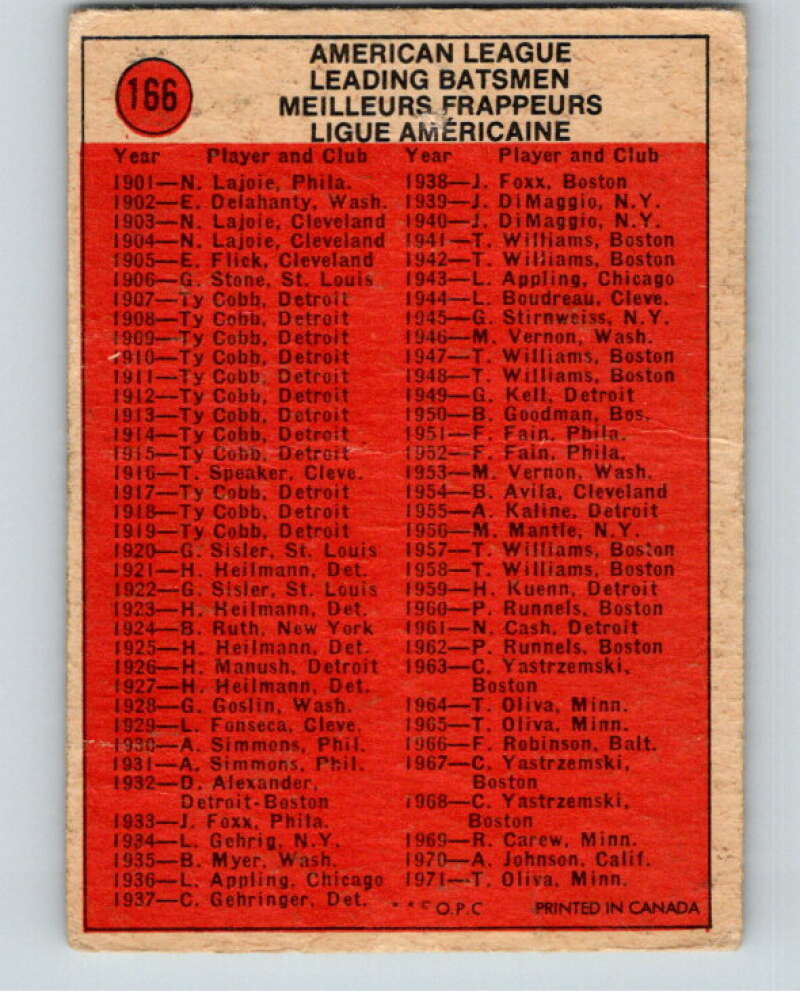 166
AMERICAN LEAGUE
LEADING BATSMEN
MEILLEURS FRAPPEURS
LIGUE AMÉRICAINE
Year Player and Club
1901—N. Lajoie, Phila.
1902—E. Delahanty, Wash.
1903—N. Lajoie, Cleveland
1904—N. Lajoie, Cleveland
1905—E. Flick, Cleveland
1906—G. Stone, St. Louis
1907—Ty Cobb, Detroit
1908—Ty Cobb, Detroit
1909—Ty Cobb, Detroit
1910—Ty Cobb, Detroit
1911—Ty Cobb, Detroit
1912—Ty Cobb, Detroit
1913—Ty Cobb, Detroit
1914—Ty Cobb, Detroit
1915—Ty Cobb, Detroit
1916—T. Speaker, Cleve.
1917—Ty Cobb, Detroit
1918—Ty Cobb, Detroit
1919—Ty Cobb, Detroit
1920—G. Sisler, St. Louis
1921—H. Heilmann, Det.
1922—G. Sisler, St. Louis
1923—H. Heilmann, Det.
1924—B. Ruth, New York
1925—H. Heilmann, Det.
1926—H. Manush, Detroit
1927—H. Heilmann, Det.
1928—G. Goslin, Wash.
1929—L. Fonseca, Cleve.
1930—A. Simmons, Phil.
1931—A. Simmons, Phil.
1932—D. Alexander,
Detroit-Boston
1933—J. Foxx, Phila.
1934—L. Gehrig, N.Y.
1935—B. Myer, Wash.
1936—L. Appling, Chicago
1937—C. Gehringer, Det.
Year Player and Club
1938—J. Foxx, Boston
1939—J. DiMaggio, N.Y.
1940—J. DiMaggio, N.Y.
1941—T. Williams, Boston
1942—T. Williams, Boston
1943—L. Appling, Chicago
1944—L. Boudreau, Cleve.
1945—G. Stirnweiss, N.Y.
1946—M. Vernon, Wash.
1947—T. Williams, Boston
1948—T. Williams, Boston
1949—G. Kell, Detroit
1950—B. Goodman, Bos.
1951—F. Fain, Phila.
1952—F. Fain, Phila.
1953—M. Vernon, Wash.
1954—B. Avila, Cleveland
1955—A. Kaline, Detroit
1956—M. Mantle, N.Y.
1957—T. Williams, Boston
1958—T. Williams, Boston
1959—H. Kuenn, Detroit
1960—P. Runnels, Boston
1961—N. Cash, Detroit
1962—P. Runnels, Boston
1963—C. Yastrzemski,
Boston
1964—T. Oliva, Minn.
1965—T. Oliva, Minn.
1966—F. Robinson, Balt.
1967—C. Yastrzemski,
Boston
1968—C. Yastrzemski,
Boston
1969—R. Carew, Minn.
1970—A. Johnson, Calif.
1971—T. Oliva, Minn.
* * © O.P.C PRINTED IN CANADA